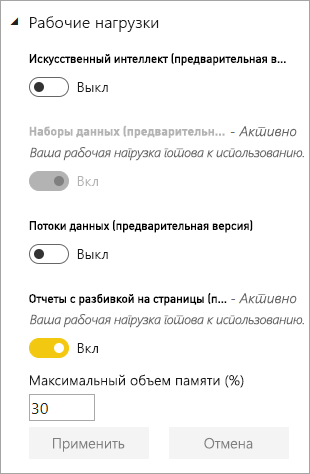 Рабочие нагрузки
Искусственный интеллект (предварительная в...
Выкл
Наборы данных (предварительн... - Активно
Ваша рабочая нагрузка готова к использованию.
Вкл
Потоки данных (предварительная версия)
Выкл
Отчеты с разбивкой на страницы (п... - Активно
Ваша рабочая нагрузка готова к использованию.
Вкл
Максимальный объем памяти (%)
30
Применить Отмена